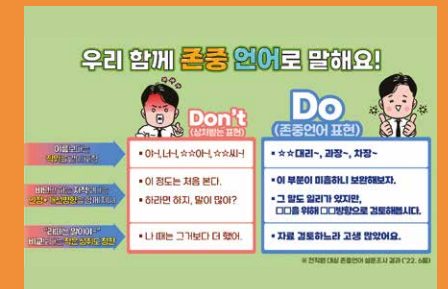 우리 함께 존중 언어로 말해요!
Don't
(상처받는 표현)
Do
(존중언어 표현)
• 야~!, 너~!, ☆☆아~!, ☆☆씨~!
• ☆☆대리~, 과장~, 차장~
• 이 정도는 처음 본다.
• 하라면 하지, 말이 많아?
• 이 부분이 미흡하니 보완해보자.
• 그 말도 일리가 있지만,
□□을 위해 □□방향으로 검토해봅시다.
"라떼는 말이야~"
• 나 때는 그거보다 더 했어.
• 자료 검토하느라 고생 많았어요.
※ 전직원 대상 존중언어 설문조사 결과 ('22. 6월)